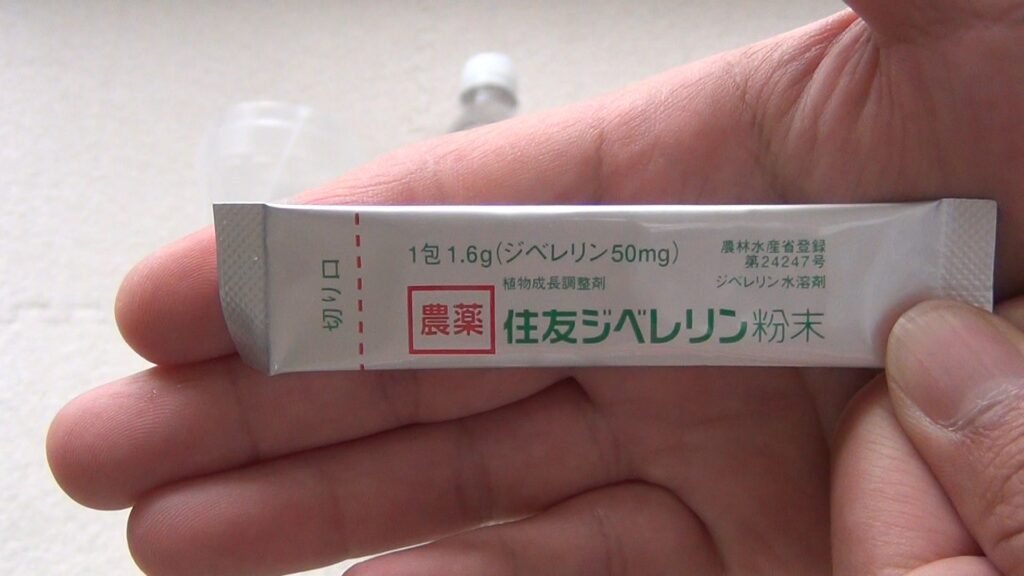 切り口
1包1.6g(ジベレリン50mg)
農林水産省登録
第24247号
植物成長調整剤
ジベレリン水溶剤
農薬
住友ジベレリン粉末